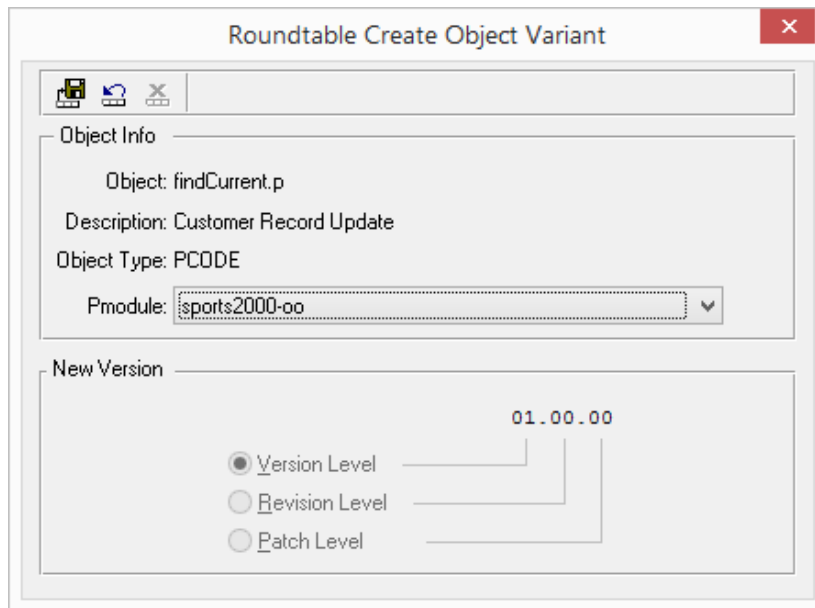 Roundtable Create Object Variant
Object Info
Object: findCurrent.p
Description: Customer Record Update
Object Type: PCODE
Pmodule: sports2000-oo
New Version
01.00.00
Version Level
Revision Level
Patch Level